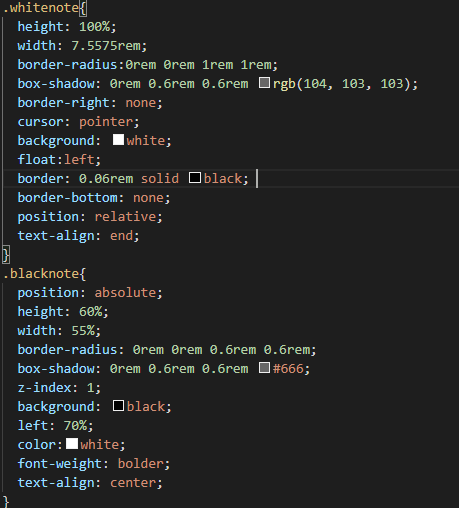 .whitenote{
height: 100%;
width: 7.5575rem;
border-radius:0rem 0rem 1rem 1rem;
box-shadow: 0rem 0.6rem 0.6rem rgb(104, 103, 103);
border-right: none;
cursor: pointer;
background: white;
float:left;
border: 0.06rem solid black;
border-bottom: none;
position: relative;
text-align: end;
}
.blacknote{
position: absolute;
height: 60%;
width: 55%;
border-radius: 0rem 0rem 0.6rem 0.6rem;
box-shadow: 0rem 0.6rem 0.6rem #666;
z-index: 1;
background: black;
left: 70%;
color:white;
font-weight: bolder;
text-align: center;
}